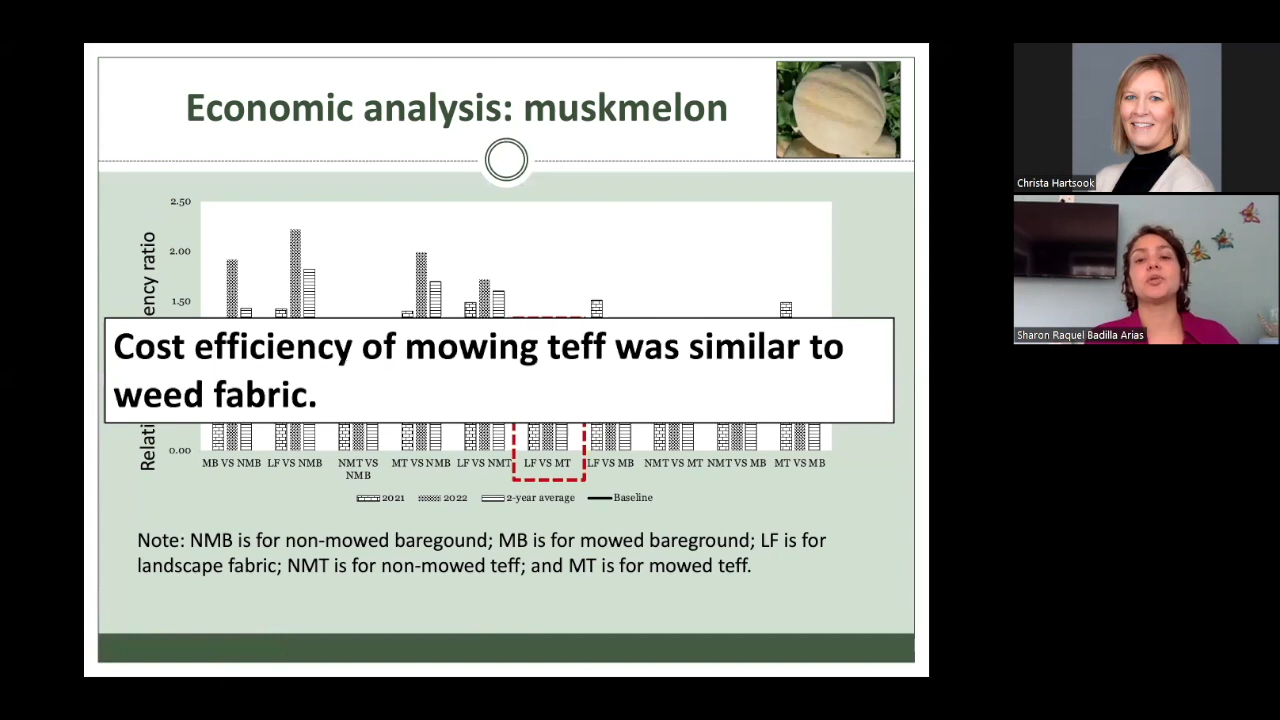 Economic analysis: muskmelon
2.50
2.00
1.50
0.00
Cost efficiency of mowing teff was similar to
weed fabric.
MB VS NMB LF VS NMB NMT VS NMB MT VS NMB LF VS NMT LF VS MT LF VS MB NMT VS MT NMT VS MB MT VS MB
2021 2022 2-year average Baseline
Note: NMB is for non-mowed baregound; MB is for mowed bareground; LF is for
landscape fabric; NMT is for non-mowed teff; and MT is for mowed teff.
Christa Hartsook
Sharon Raquel Badilla Arias